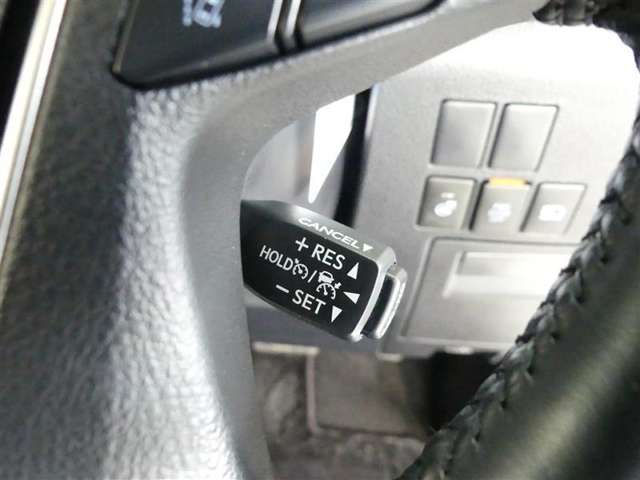 CANCEL▼
+ RES ▲
HOLD /
− SET ▼